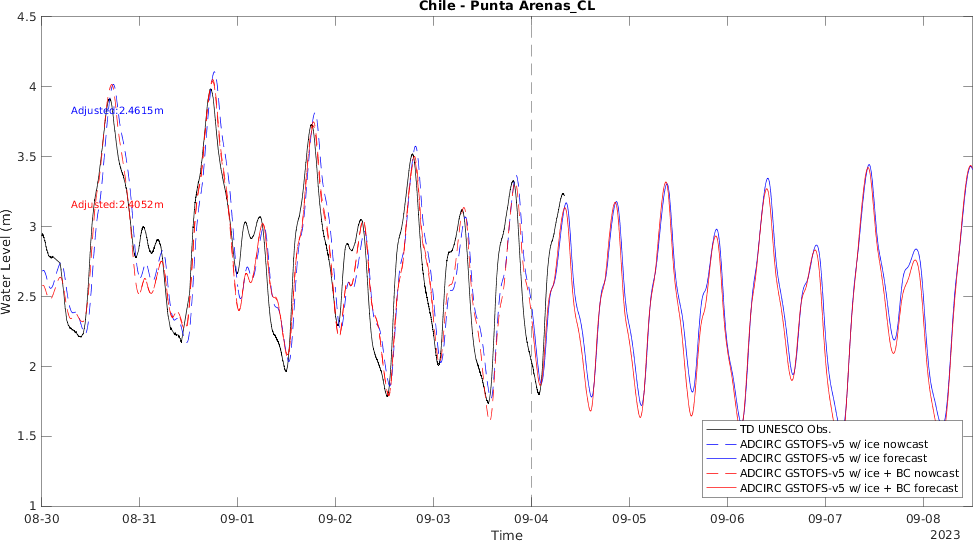 Chile - Punta Arenas_CL
4.5
4
3.5
3
2.5
2
1.5
1
Water Level (m)
Adjusted:2.4615m
Adjusted:2.4052m
TD UNESCO Obs.
ADCIRC GSTOFS-v5 w/ ice nowcast
ADCIRC GSTOFS-v5 w/ ice forecast
ADCIRC GSTOFS-v5 w/ ice + BC nowcast
ADCIRC GSTOFS-v5 w/ ice + BC forecast
08-30 08-31 09-01 09-02 09-03 09-04 09-05 09-06 09-07 09-08
Time
2023